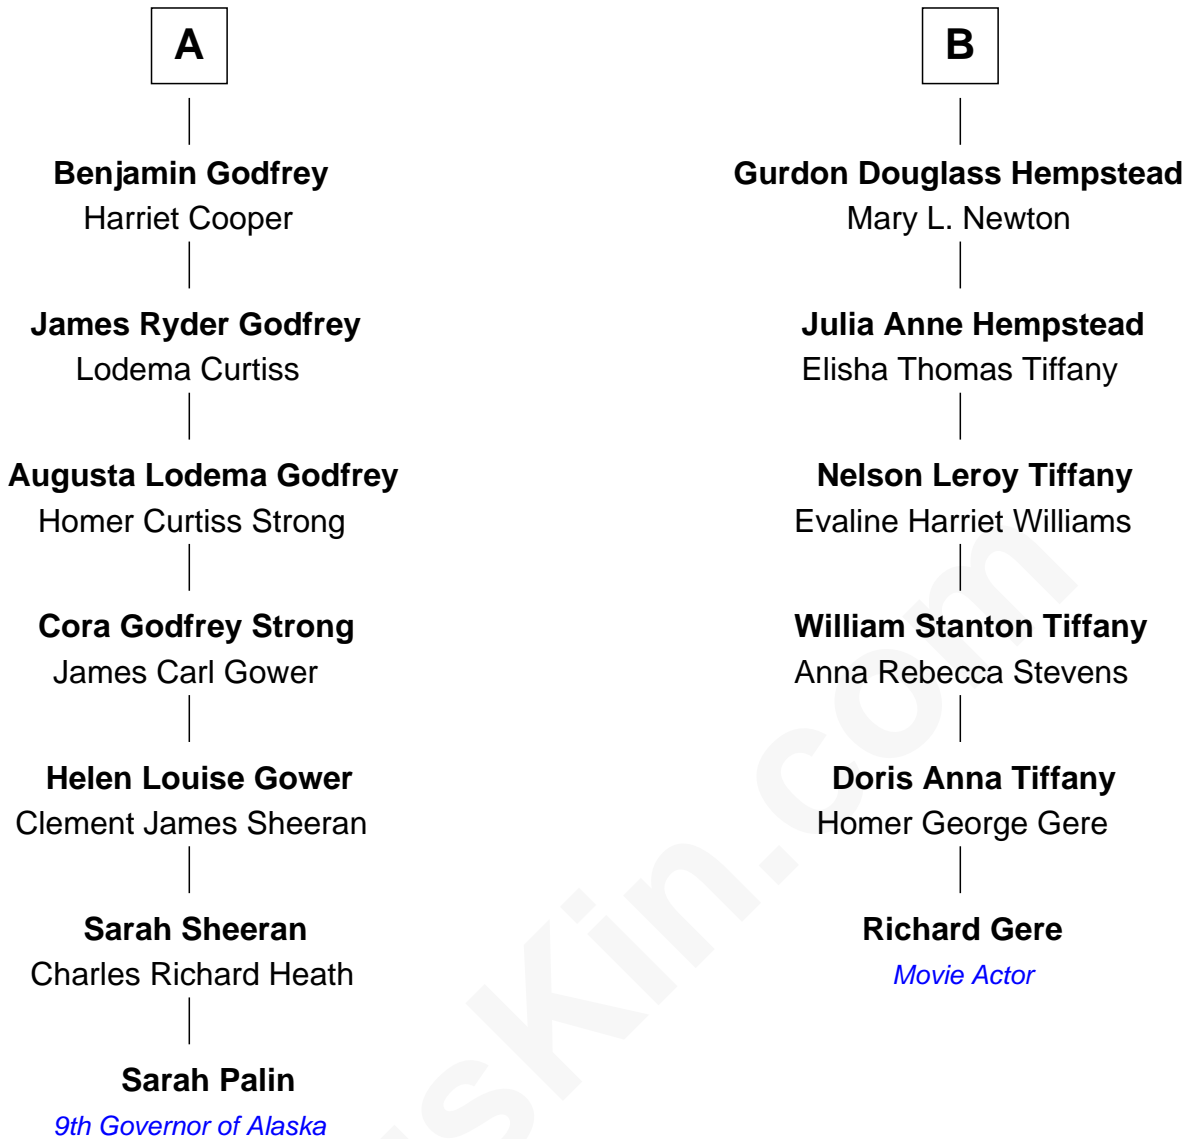 A
Benjamin Godfrey
Harriet Cooper
James Ryder Godfrey
Lodema Curtiss
Augusta Lodema Godfrey
Homer Curtiss Strong
Cora Godfrey Strong
James Carl Gower
Helen Louise Gower
Clement James Sheeran
Sarah Sheeran
Charles Richard Heath
Sarah Palin
9th Governor of Alaska
B
Gurdon Douglass Hempstead
Mary L. Newton
Julia Anne Hempstead
Elisha Thomas Tiffany
Nelson Leroy Tiffany
Evaline Harriet Williams
William Stanton Tiffany
Anna Rebecca Stevens
Doris Anna Tiffany
Homer George Gere
Richard Gere
Movie Actor
sKin.com